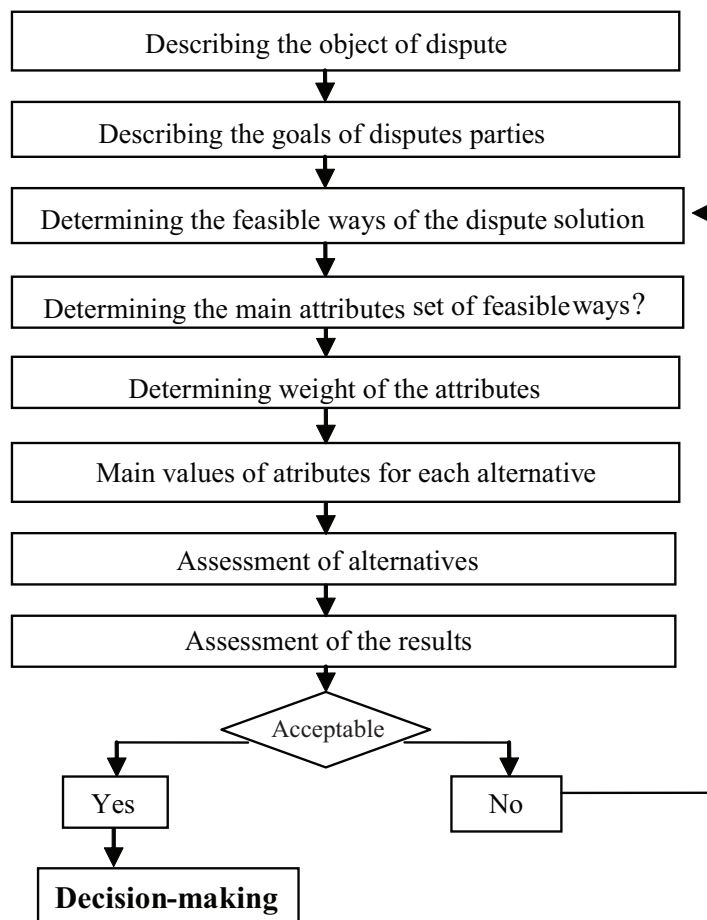 Describing the object of dispute
Describing the goals of disputes parties
Determining the feasible ways of the dispute solution
Determining the main attributes set of feasible ways?
Determining weight of the attributes
Main values of atributes for each alternative
Assessment of alternatives
Assessment of the results
Acceptable
Yes
No
Decision-making